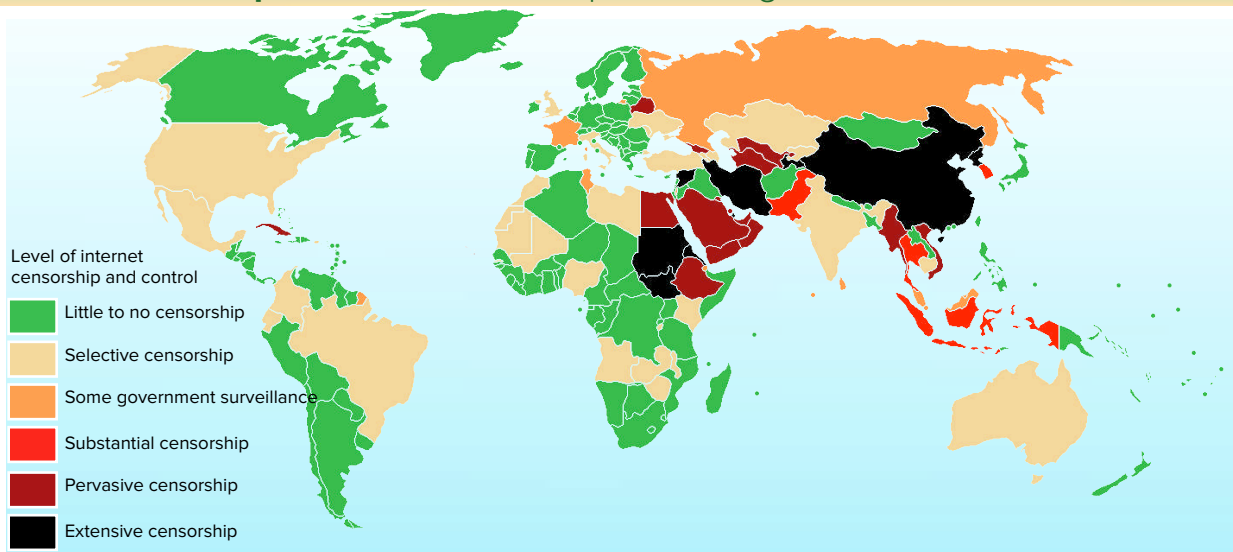 Level of internet
censorship and control
Little to no censorship
Selective censorship
Some government surveillance
Substantial censorship
Pervasive censorship
Extensive censorship